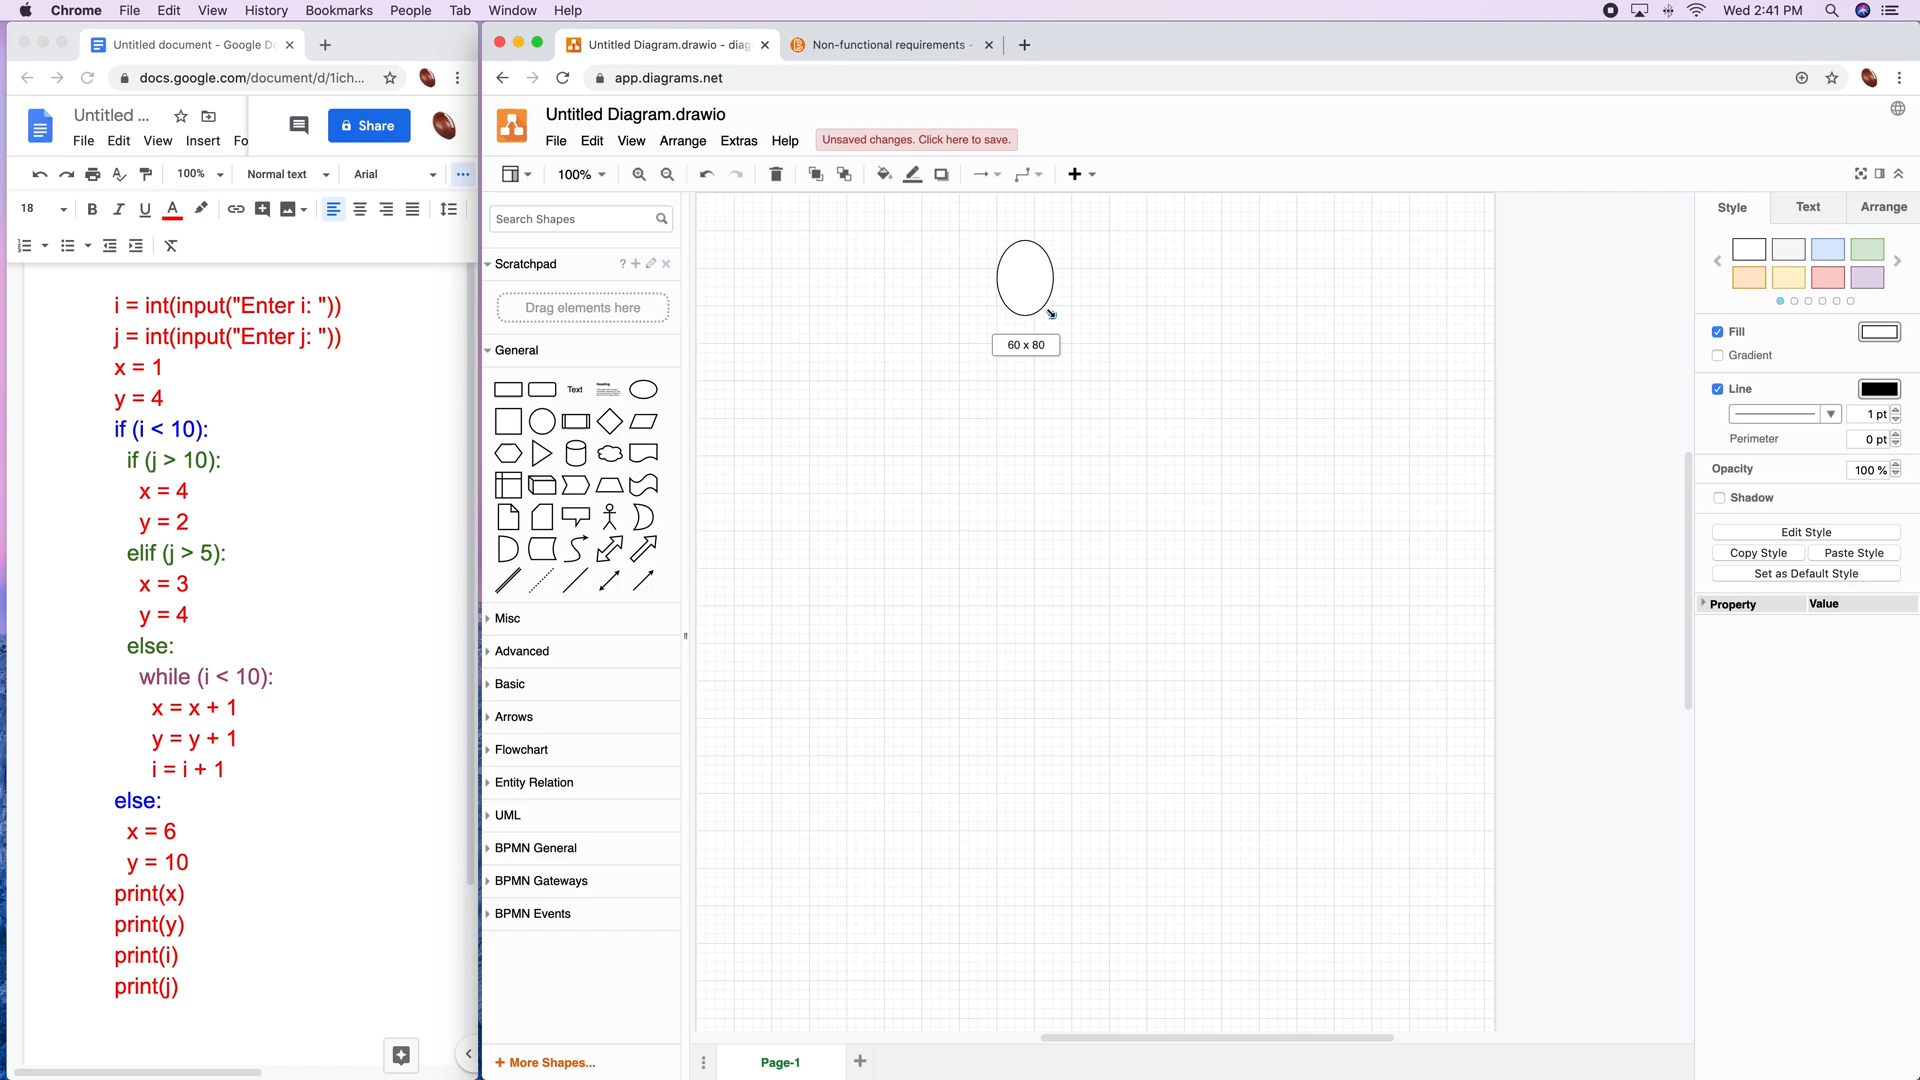 Chrome File Edit View History Bookmarks People Tab Window Help
Wed 2:41 PM
Untitled document - Google Do
docs.google.com/document/d/1ich...
Untitled ...
Share
File Edit View Insert Fo
100% Normal text Arial
18
i = int(input("Enter i: "))
j = int(input("Enter j: "))
x = 1
y = 4
if (i < 10):
if (j > 10):
x = 4
y = 2
elif (j > 5):
x = 3
y = 4
else:
while (i < 10):
x = x + 1
y = y + 1
i = i + 1
else:
x = 6
y = 10
print(x)
print(y)
print(i)
print(j)
Untitled Diagram.drawio - diag
Non-functional requirements -
app.diagrams.net
Untitled Diagram.drawio
File Edit View Arrange Extras Help
Unsaved changes. Click here to save.
100%
Search Shapes
Scratchpad
?
Drag elements here
General
Text
Heading
Misc
Advanced
Basic
Arrows
Flowchart
Entity Relation
UML
BPMN General
BPMN Gateways
BPMN Events
+ More Shapes...
60 x 80
Page-1
Style Text Arrange
Fill
Gradient
Line
1 pt
Perimeter 0 pt
Opacity 100 %
Shadow
Edit Style
Copy Style Paste Style
Set as Default Style
Property Value